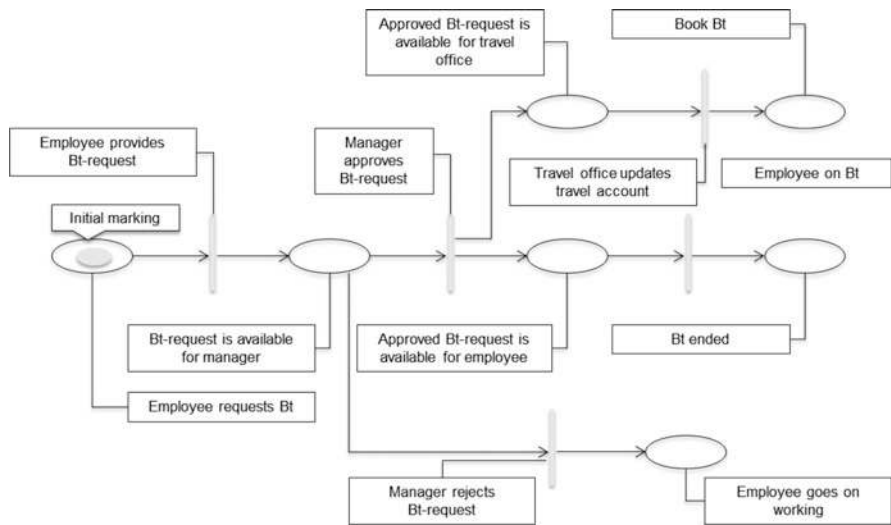 Approved Bt-request is
available for travel
office
Book Bt
Employee provides
Bt-request
Manager
approves
Bt-request
Travel office updates
travel account
Employee on Bt
Initial marking
Bt-request is available
for manager
Approved Bt-request is
available for employee
Bt ended
Employee requests Bt
Manager rejects
Bt-request
Employee goes on
working